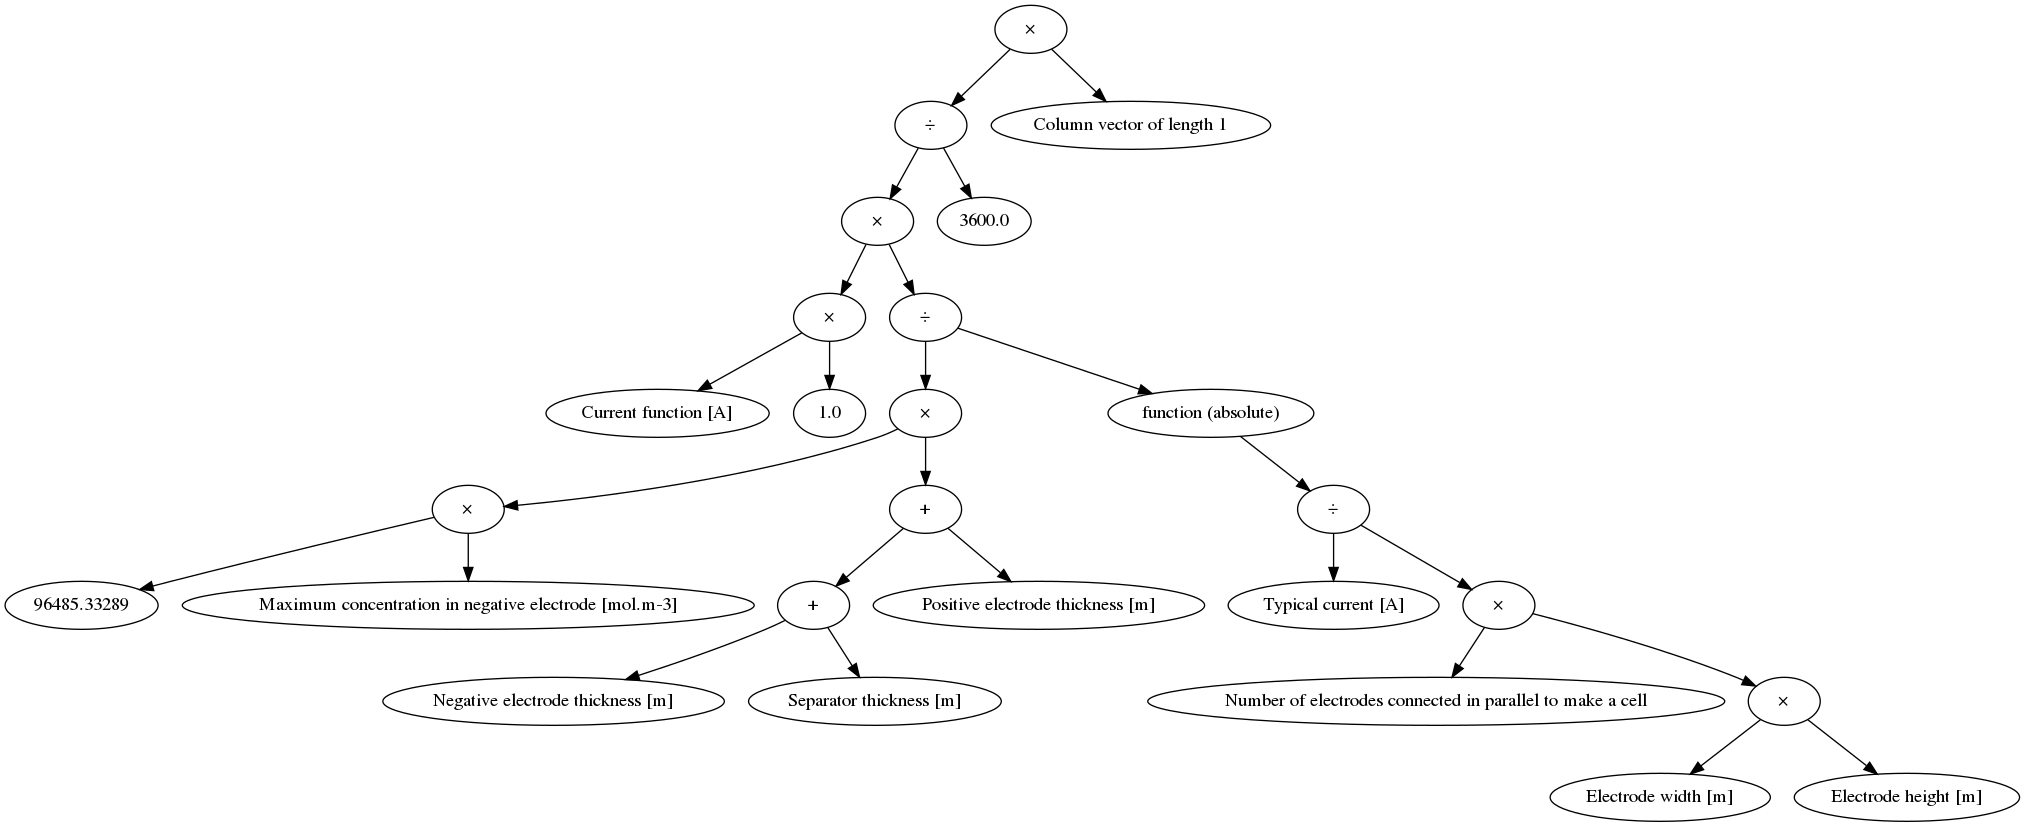 ×
÷
Column vector of length 1
×
3600.0
×
÷
Current function [A]
1.0
×
function (absolute)
×
+
÷
96485.33289
Maximum concentration in negative electrode [mol.m-3]
+
Positive electrode thickness [m]
Typical current [A]
×
Negative electrode thickness [m]
Separator thickness [m]
Number of electrodes connected in parallel to make a cell
×
Electrode width [m]
Electrode height [m]